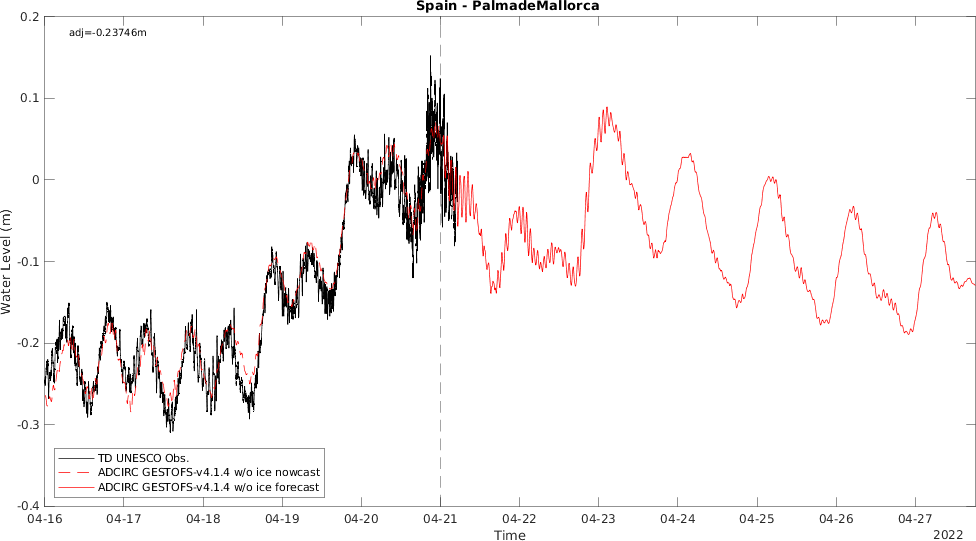 Spain - PalmadeMallorca
adj=-0.23746m
0.2
0.1
0
-0.1
-0.2
-0.3
-0.4
Water Level (m)
TD UNESCO Obs.
ADCIRC GESTOFS-v4.1.4 w/o ice nowcast
ADCIRC GESTOFS-v4.1.4 w/o ice forecast
04-16 04-17 04-18 04-19 04-20 04-21 04-22 04-23 04-24 04-25 04-26 04-27
Time
2022